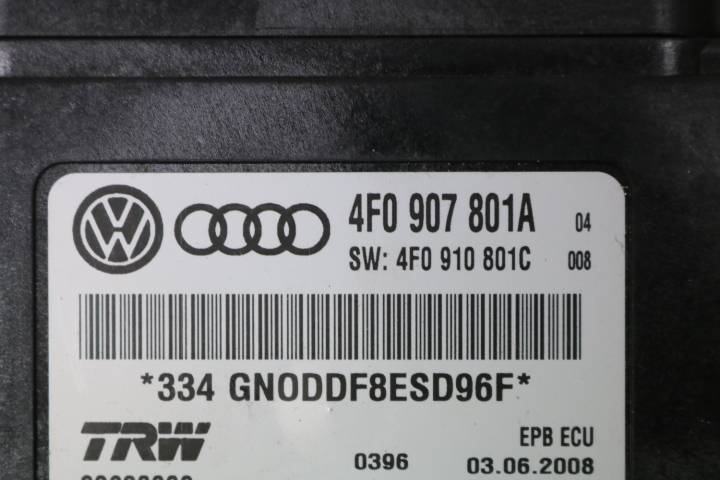 4F0 907 801A 04
SW: 4F0 910 801C 008
*334 GNODDF8ESD96F*
TRW EPB ECU
0396 03.06.2008